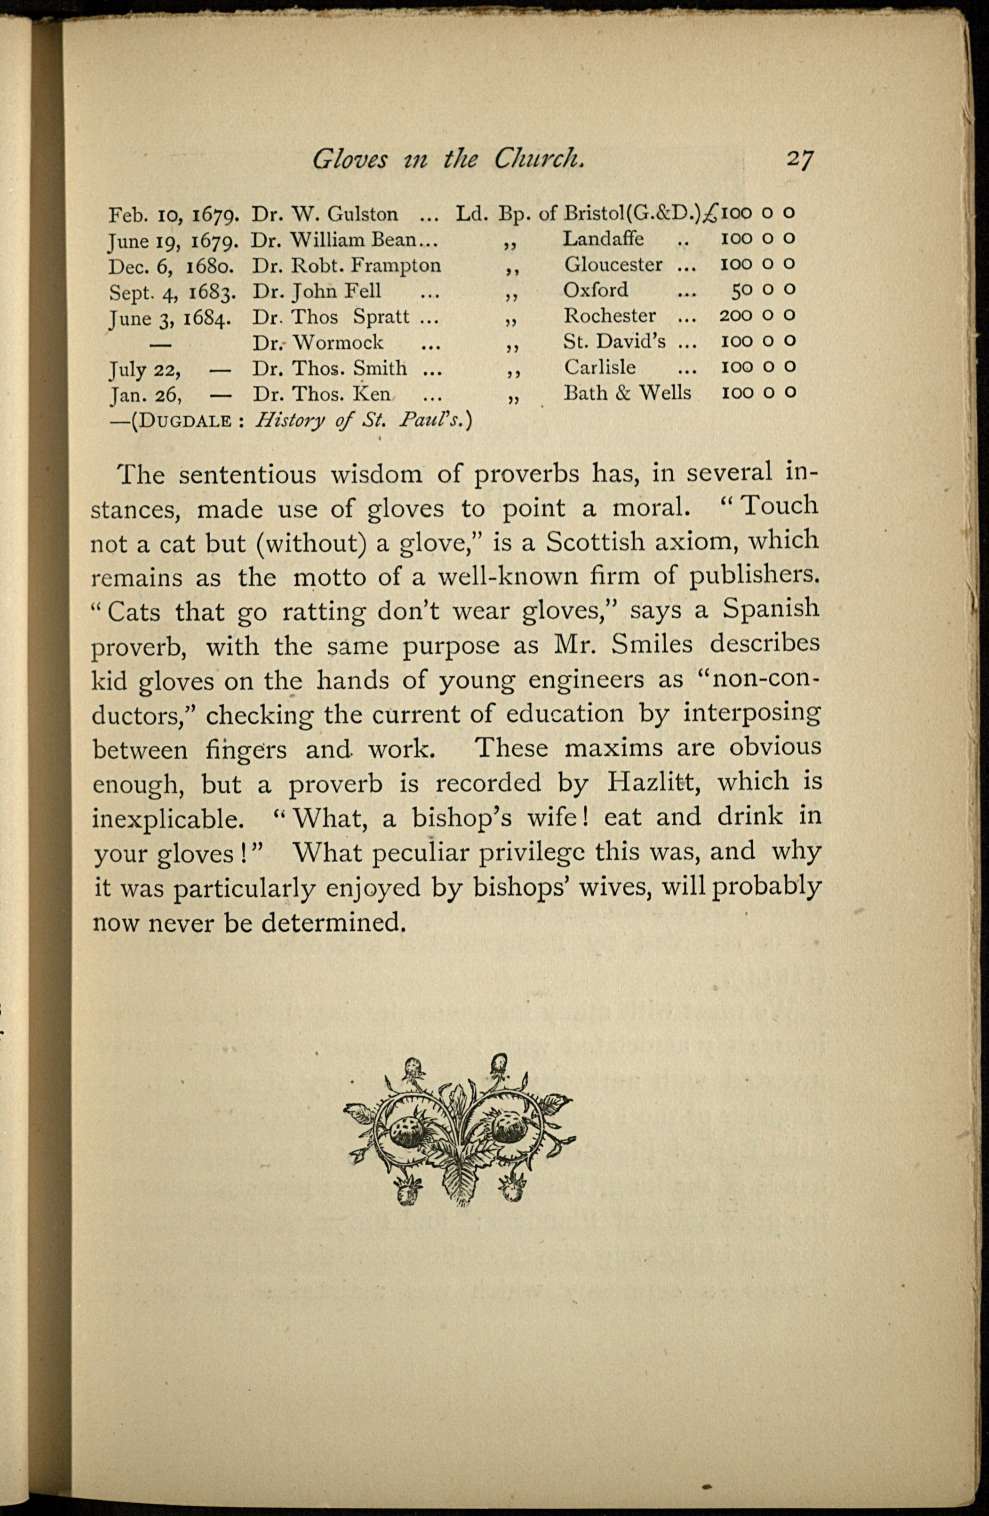 Gloves in the Church. 27
Feb. 10, 1679. Dr. W. Gulston ... Ld. Bp. of Bristol (G.&D.) £100 0 0
June 19, 1679. Dr. William Bean... ,, Landaffe .. 100 0 0
Dec. 6, 1680. Dr. Robt. Frampton ,, Gloucester ... 100 0 0
Sept. 4, 1683. Dr. John Fell ... ,, Oxford ... 50 0 0
June 3, 1684. Dr. Thos Spratt ... ,, Rochester ... 200 0 0
— Dr. Wormock ... ,, St. David's ... 100 0 0
July 22, — Dr. Thos. Smith ... ,, Carlisle ... 100 0 0
Jan. 26, — Dr. Thos. Ken ... ,, Bath & Wells 100 0 0
—(DUGDALE : History of St. Paul's.)
The sententious wisdom of proverbs has, in several in-
stances, made use of gloves to point a moral. “Touch
not a cat but (without) a glove,” is a Scottish axiom, which
remains as the motto of a well-known firm of publishers.
“Cats that go ratting don't wear gloves,” says a Spanish
proverb, with the same purpose as Mr. Smiles describes
kid gloves on the hands of young engineers as “non-con-
ductors,” checking the current of education by interposing
between fingers and work. These maxims are obvious
enough, but a proverb is recorded by Hazlitt, which is
inexplicable. “What, a bishop's wife! eat and drink in
your gloves!” What peculiar privilege this was, and why
it was particularly enjoyed by bishops' wives, will probably
now never be determined.